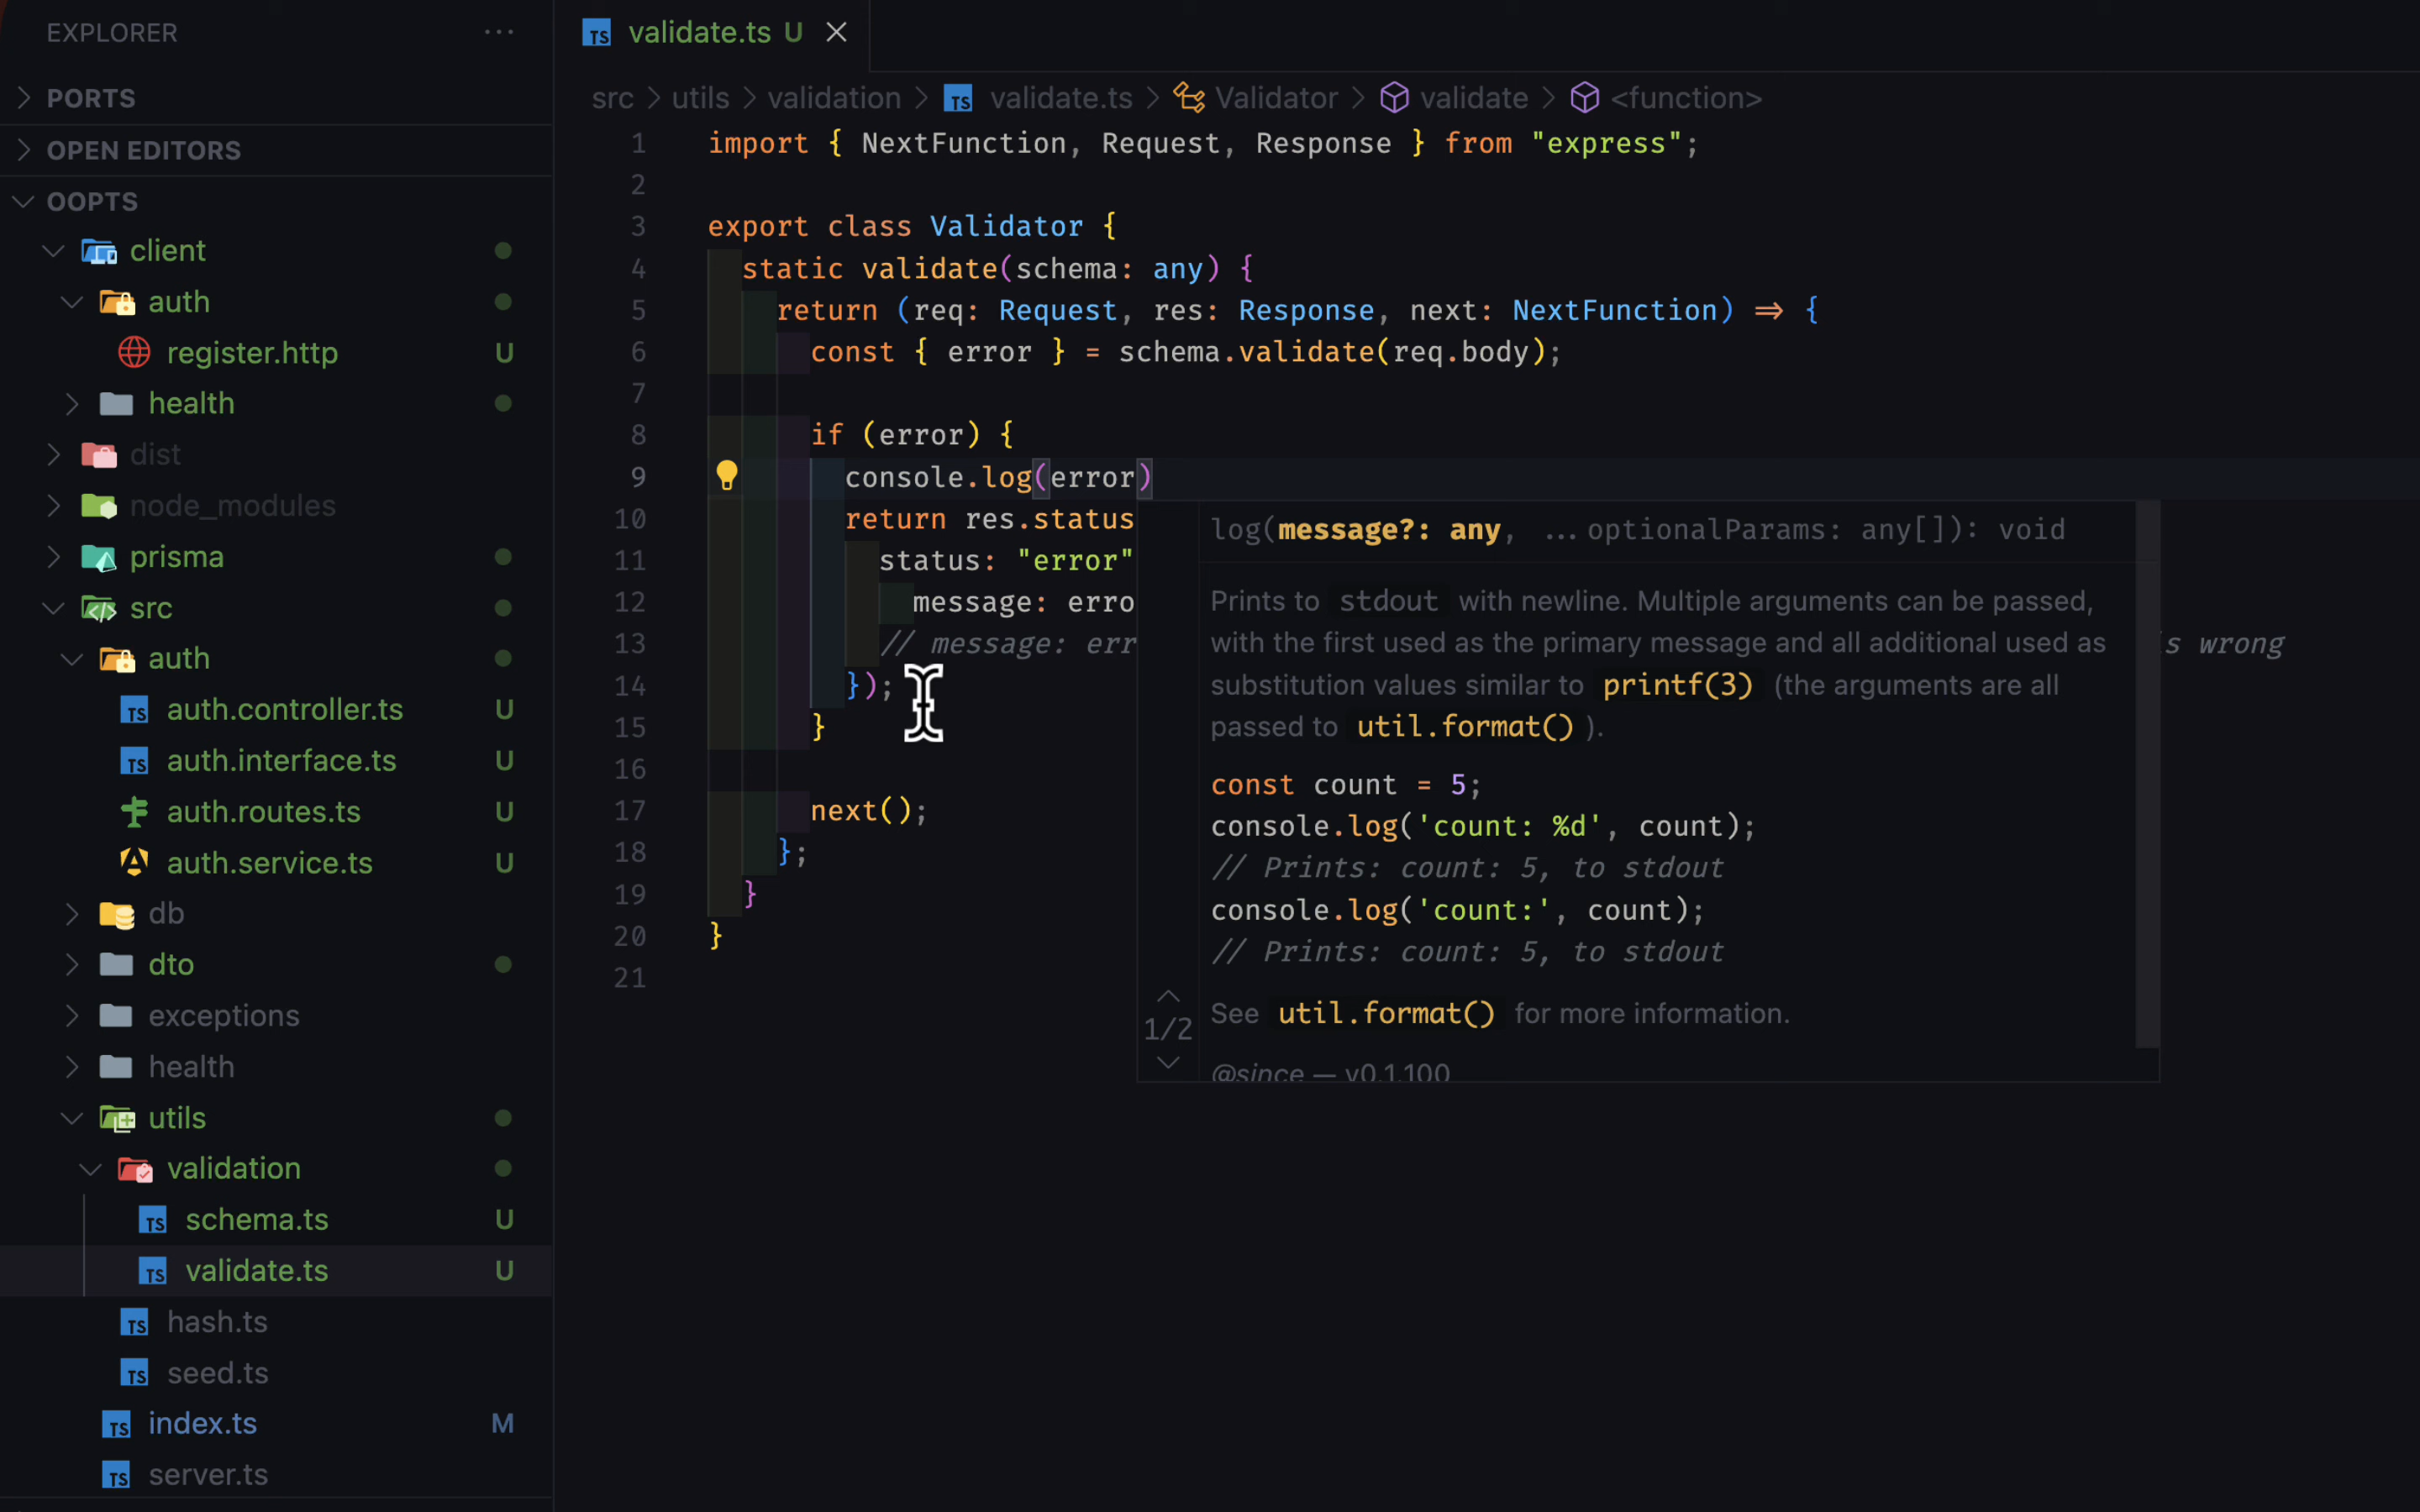 EXPLORER
PORTS
OPEN EDITORS
OOPTS
client
auth
register.http U
health
dist
node_modules
prisma
src
auth
auth.controller.ts U
auth.interface.ts U
auth.routes.ts U
auth.service.ts U
db
dto
exceptions
health
utils
validation
schema.ts U
validate.ts U
hash.ts
seed.ts
index.ts M
server.ts
validate.ts U
src > utils > validation > validate.ts > Validator > validate > <function>
1 import { NextFunction, Request, Response } from "express";
2
3 export class Validator {
4 static validate(schema: any) {
5 return (req: Request, res: Response, next: NextFunction) => {
6 const { error } = schema.validate(req.body);
7
8 if (error) {
9 console.log(error)
10 return res.status
11 status: "error"
12 message: erro
13 // message: err s wrong
14 });
15 }
16
17 next();
18 };
19 }
20 }
21
log(message?: any, ...optionalParams: any[]): void
Prints to stdout with newline. Multiple arguments can be passed,
with the first used as the primary message and all additional used as
substitution values similar to printf(3) (the arguments are all
passed to util.format() ).
const count = 5;
console.log('count: %d', count);
// Prints: count: 5, to stdout
console.log('count:', count);
// Prints: count: 5, to stdout
See util.format() for more information.
@since — v0.1.100
1/2